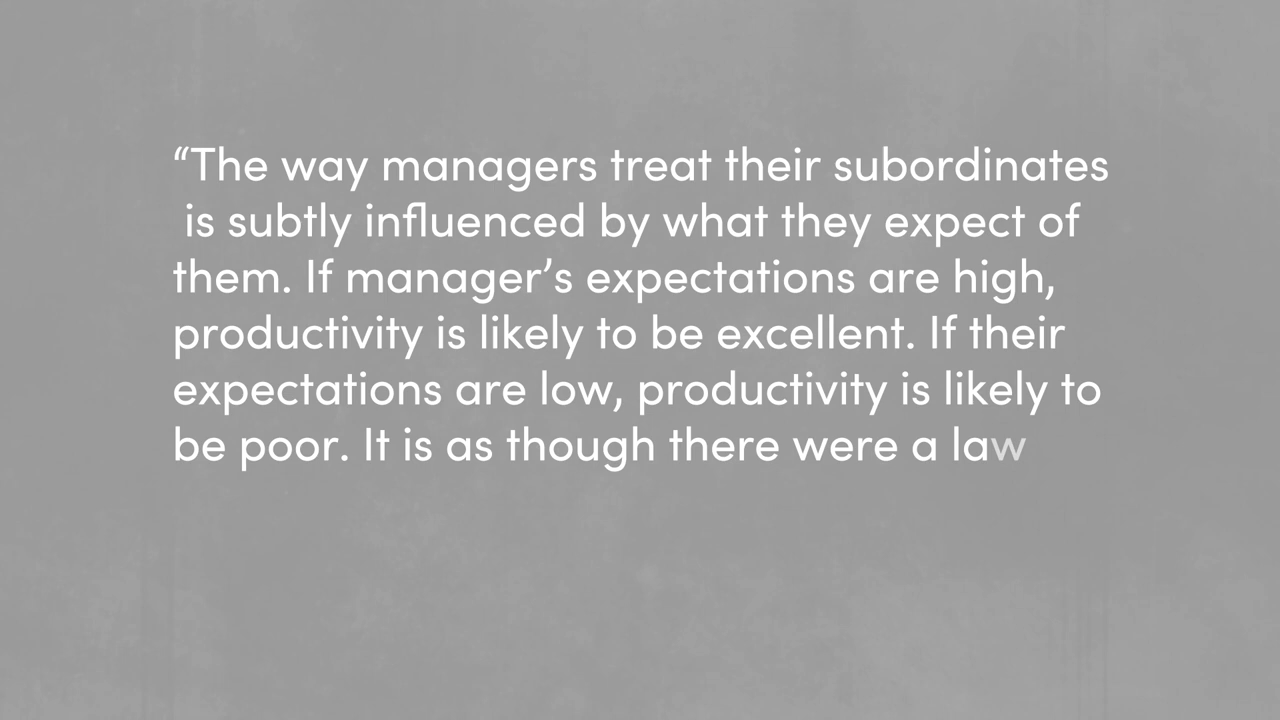 “The way managers treat their subordinates
is subtly influenced by what they expect of
them. If manager’s expectations are high,
productivity is likely to be excellent. If their
expectations are low, productivity is likely to
be poor. It is as though there were a law